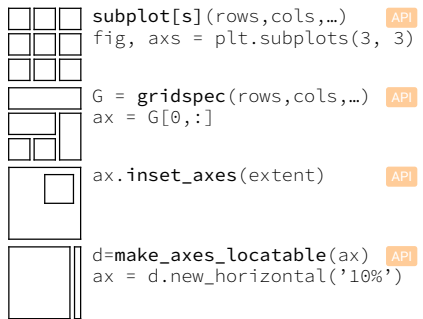 subplot[s](rows,cols,…) API
fig, axs = plt.subplots(3, 3)
G = gridspec(rows,cols,…) API
ax = G[0,:]
ax.inset_axes(extent) API
d=make_axes_locatable(ax) API
ax = d.new_horizontal(’10%’)